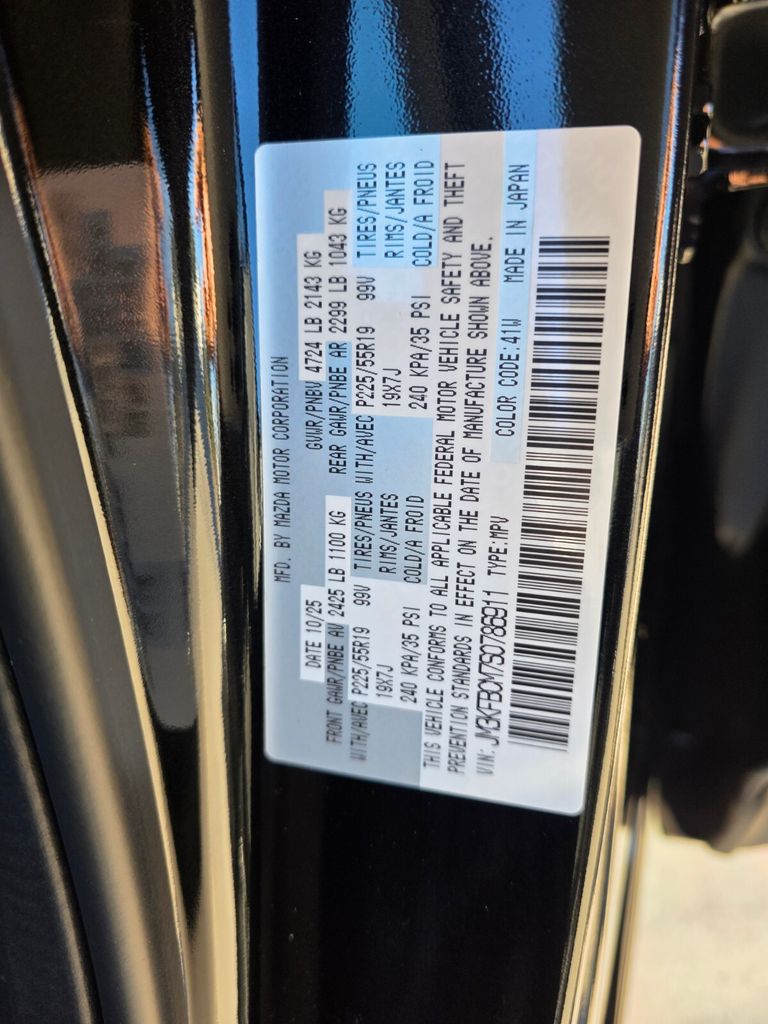 MFD. BY MAZDA MOTOR CORPORATION
DATE 10/25 GVWR/PNBV 4724 LB 2143 KG
FRONT GAWR/PNBE AV 2425 LB 1100 KG REAR GAWR/PNBE AR 2299 LB 1043 KG
WITH/AVEC P225/55R19 99V TIRES/PNEUS WITH/AVEC P225/55R19 99V TIRES/PNEUS
19X7J RIMS/JANTES 19X7J RIMS/JANTES
240 KPA/35 PSI COLD/A FROID 240 KPA/35 PSI COLD/A FROID
THIS VEHICLE CONFORMS TO ALL APPLICABLE FEDERAL MOTOR VEHICLE SAFETY AND THEFT
PREVENTION STANDARDS IN EFFECT ON THE DATE OF MANUFACTURE SHOWN ABOVE.
VIN: JM3KFBCM7S0786911 TYPE:MPV COLOR CODE:41W MADE IN JAPAN